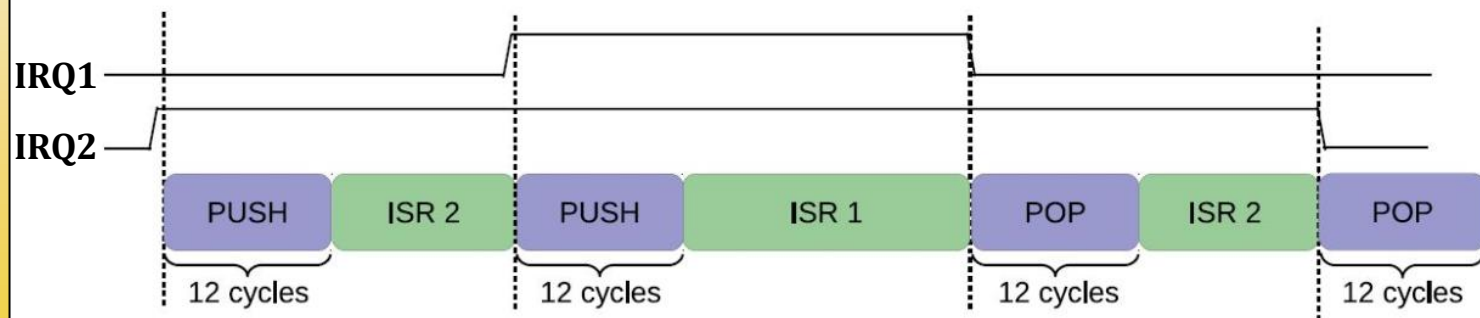 IRQ1
IRQ2
PUSH ISR 2 PUSH ISR 1 POP ISR 2 POP
12 cycles 12 cycles 12 cycles 12 cycles